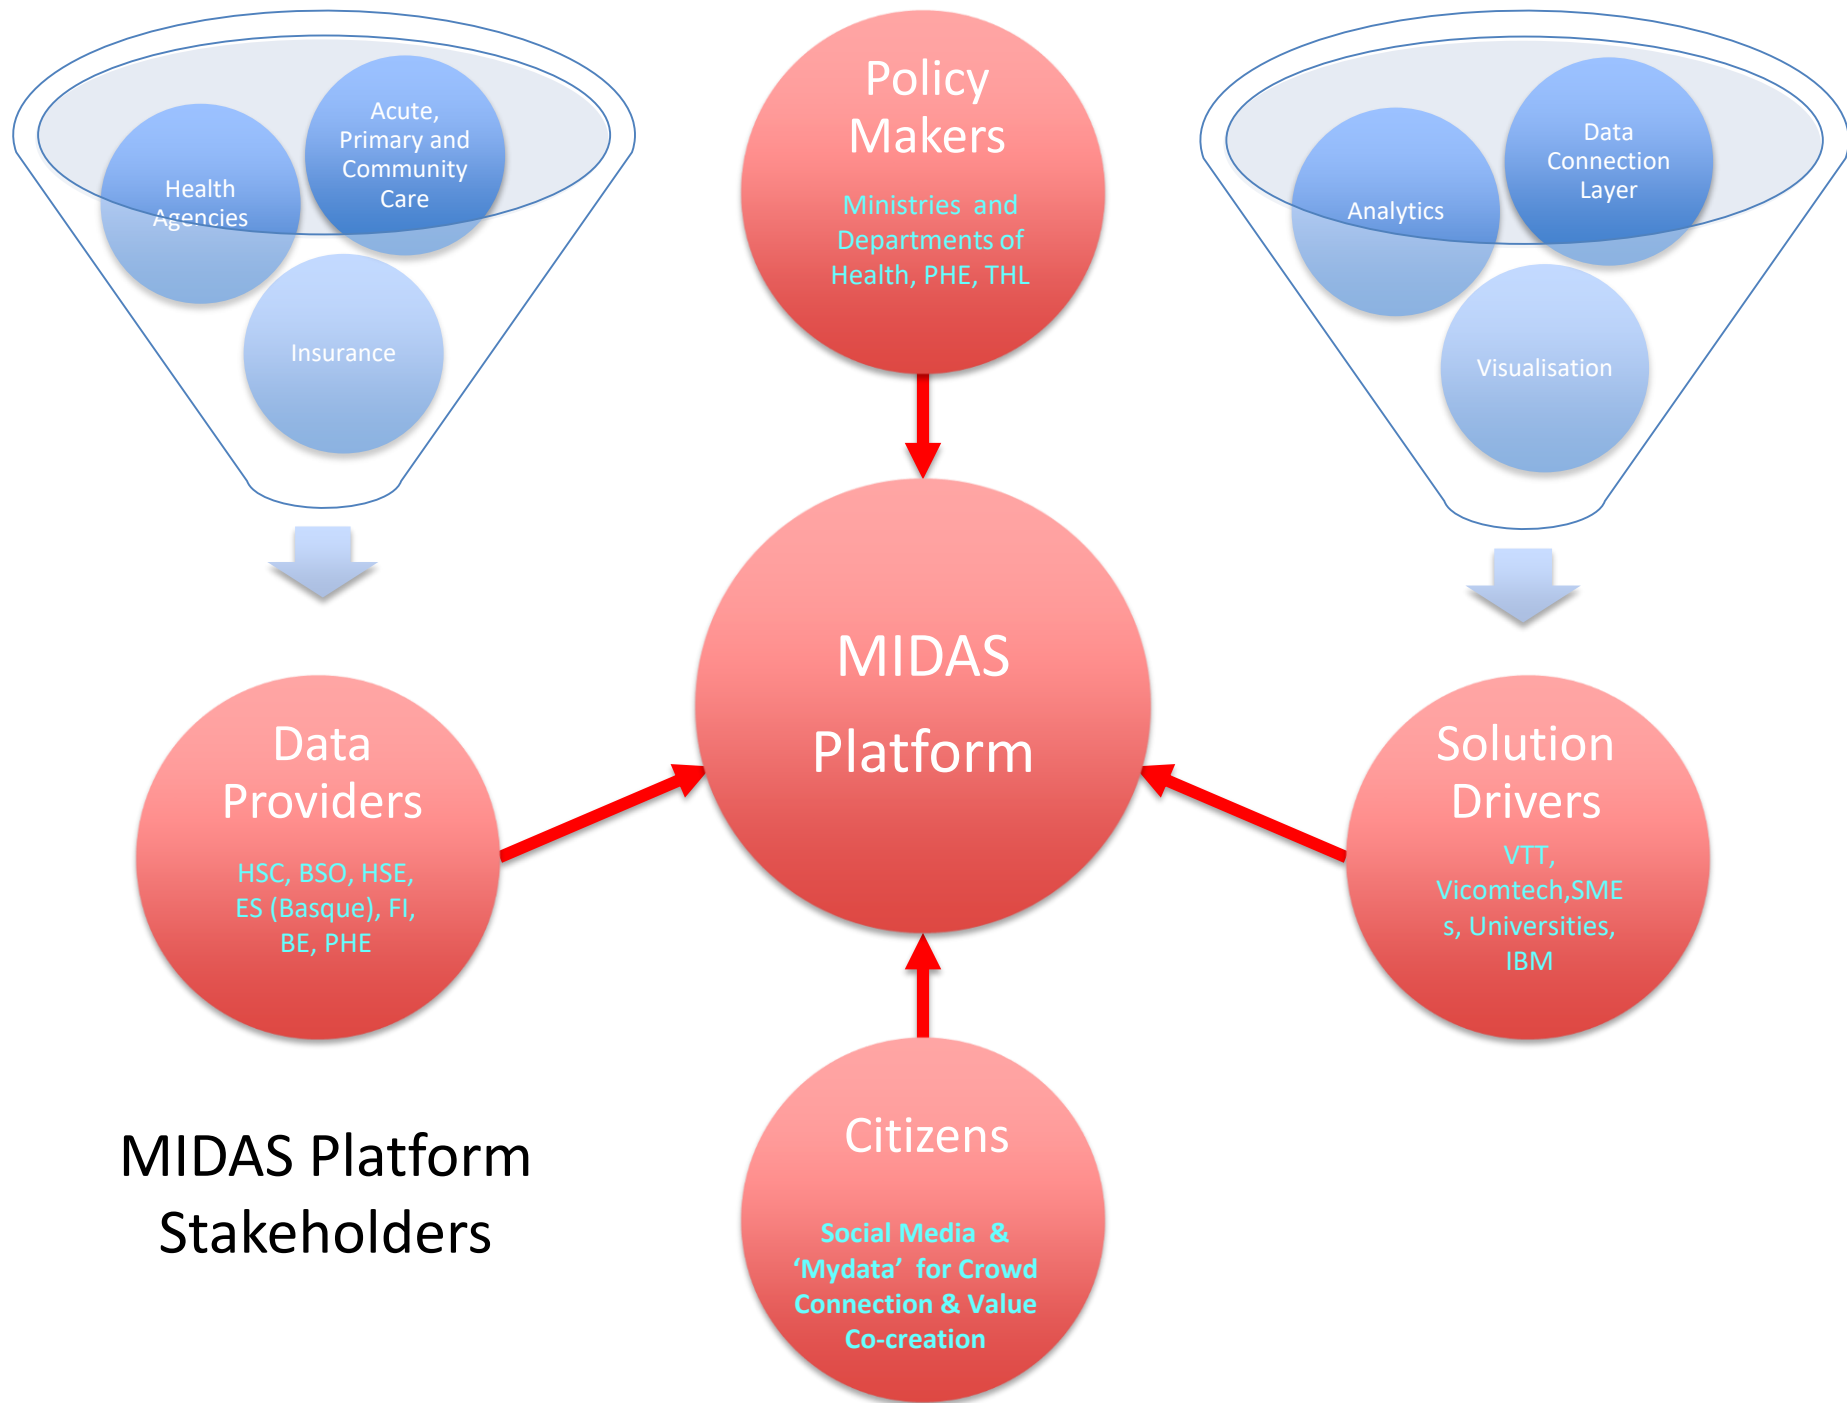 Acute,
Primary and
Community
Care
Health
Agencies
Insurance
Policy
Makers
Ministries  and
Departments of
Health, PHE, THL
Data
Connection
Layer
Analytics
Visualisation
MIDAS
Platform
Data
Providers
HSC, BSO, HSE,
ES (Basque), FI,
BE, PHE
Solution
Drivers
VTT,
Vicomtech,SME
s, Universities,
IBM
Citizens
Social Media  &
‘Mydata’  for Crowd
Connection & Value
Co-creation
MIDAS Platform
Stakeholders